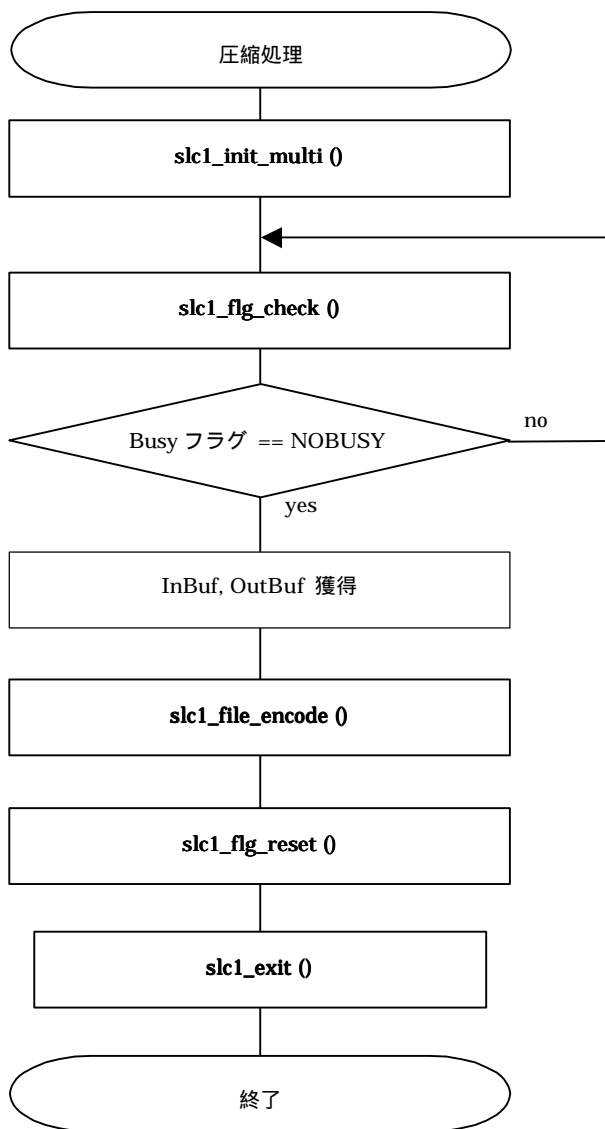 圧縮処理
slc1_init_multi ()
slc1_flg_check ()
Busy フラグ == NOBUSY
no
yes
InBuf, OutBuf 獲得
slc1_file_encode ()
slc1_flg_reset ()
slc1_exit ()
終了